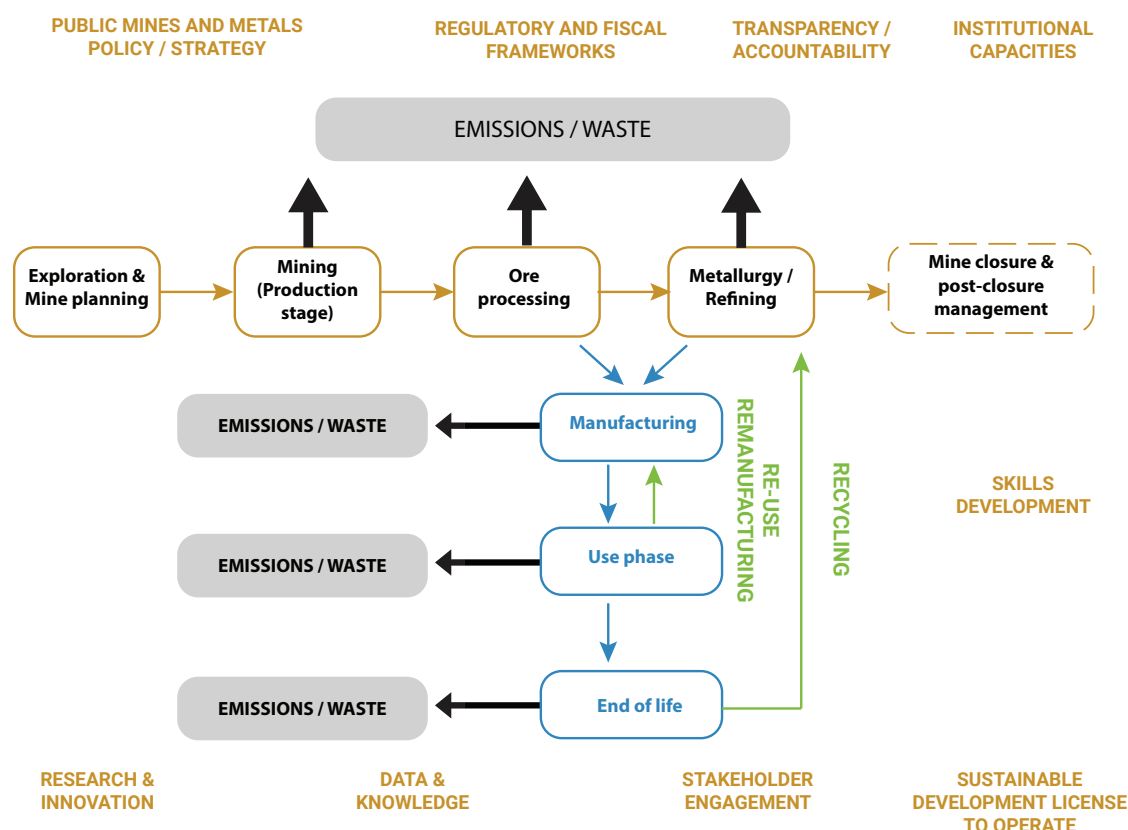 PUBLIC MINES AND METALS
POLICY / STRATEGY
REGULATORY AND FISCAL
FRAMEWORKS
TRANSPARENCY /
ACCOUNTABILITY
INSTITUTIONAL
CAPACITIES
EMISSIONS / WASTE
Exploration &
Mine planning
Mining
(Production
stage)
Ore
processing
Metallurgy /
Refining
Mine closure &
post-closure
management
EMISSIONS / WASTE
Manufacturing
RE-USE
REMANUFACTURING
RECYCLING
SKILLS
DEVELOPMENT
EMISSIONS / WASTE
Use phase
EMISSIONS / WASTE
End of life
RESEARCH &
INNOVATION
DATA &
KNOWLEDGE
STAKEHOLDER
ENGAGEMENT
SUSTAINABLE
DEVELOPMENT LICENSE
TO OPERATE